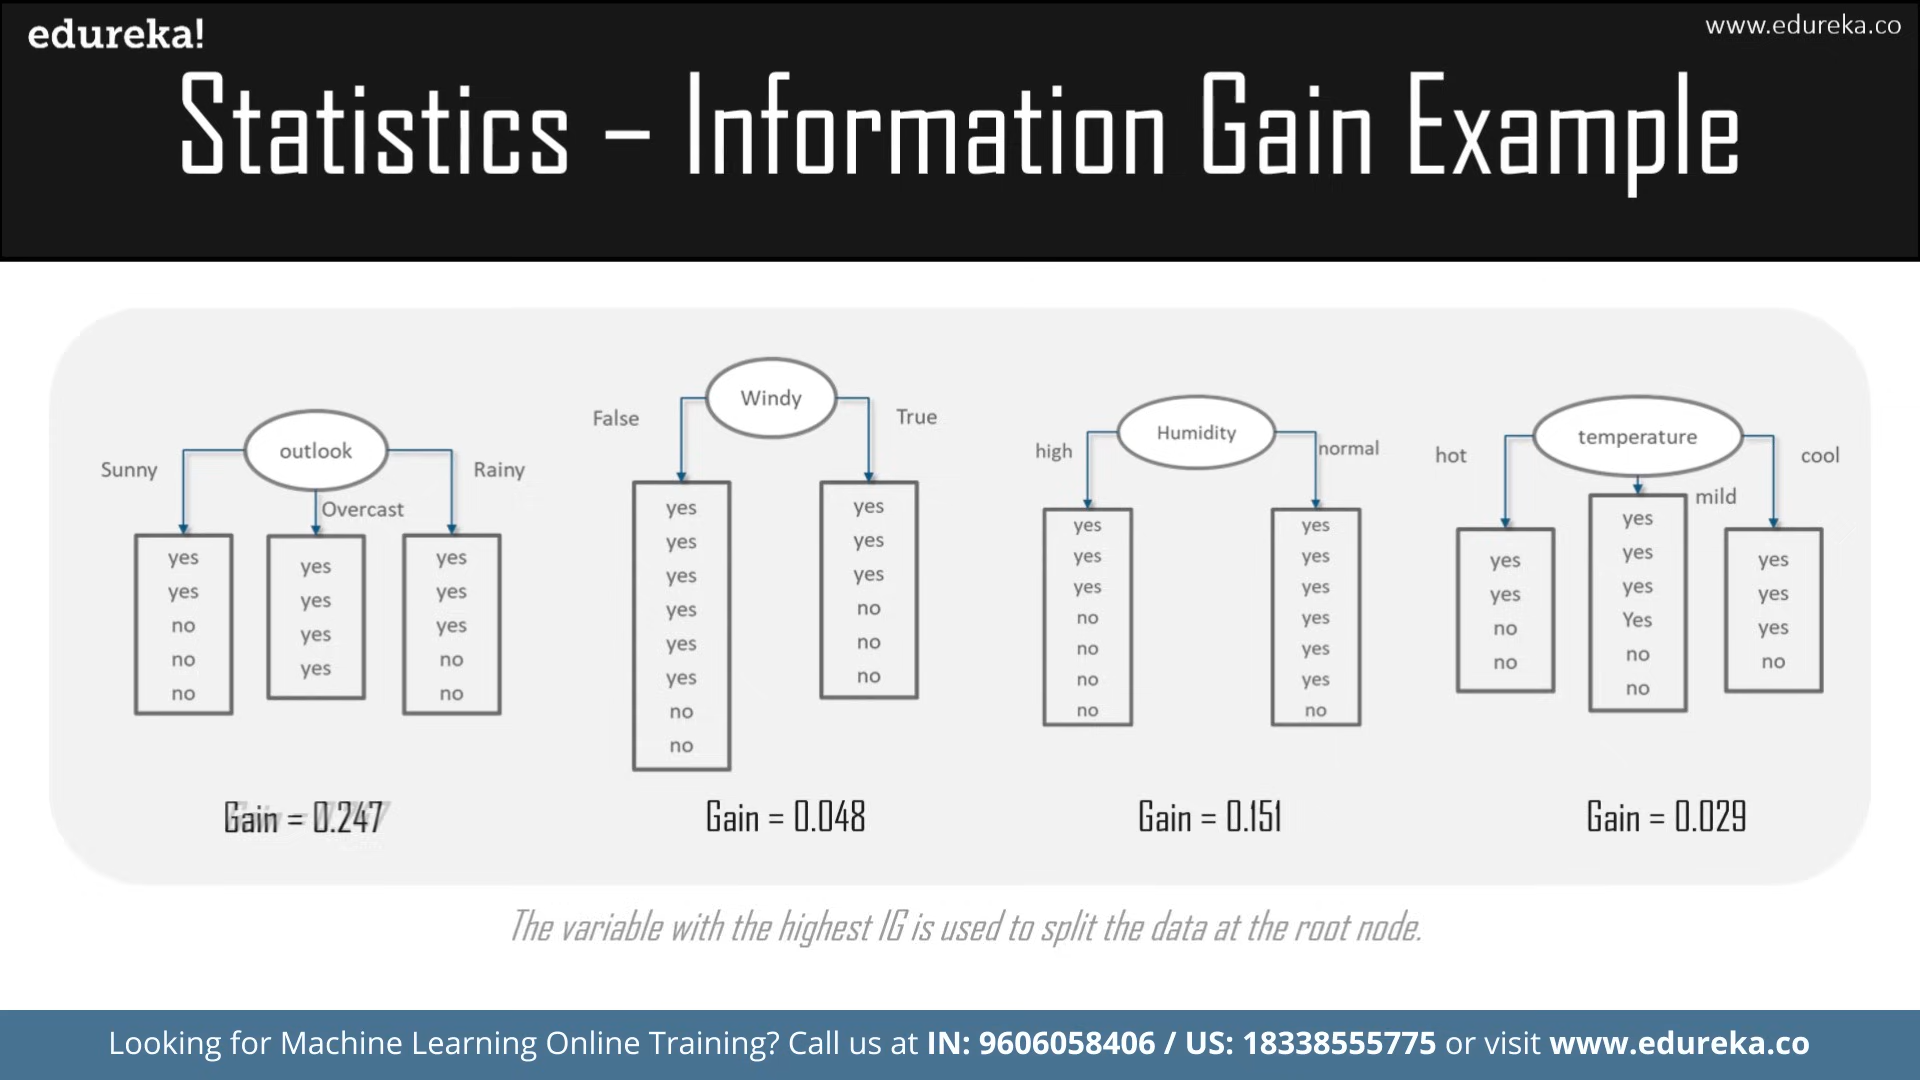 edureka!
www.edureka.co
Statistics – Information Gain Example
outlook
Sunny
Overcast
Rainy
yes
yes
no
no
no
yes
yes
yes
yes
yes
yes
yes
no
no
Gain = 0.247
Windy
False
True
yes
yes
yes
yes
yes
yes
no
no
yes
yes
yes
no
no
no
Gain = 0.048
Humidity
high
normal
yes
yes
yes
no
no
no
no
yes
yes
yes
yes
yes
yes
no
Gain = 0.151
temperature
hot
mild
cool
yes
yes
no
no
yes
yes
yes
Yes
no
no
yes
yes
yes
no
Gain = 0.029
The variable with the highest IG is used to split the data at the root node.
Looking for Machine Learning Online Training? Call us at IN: 9606058406 / US: 18338555775 or visit www.edureka.co